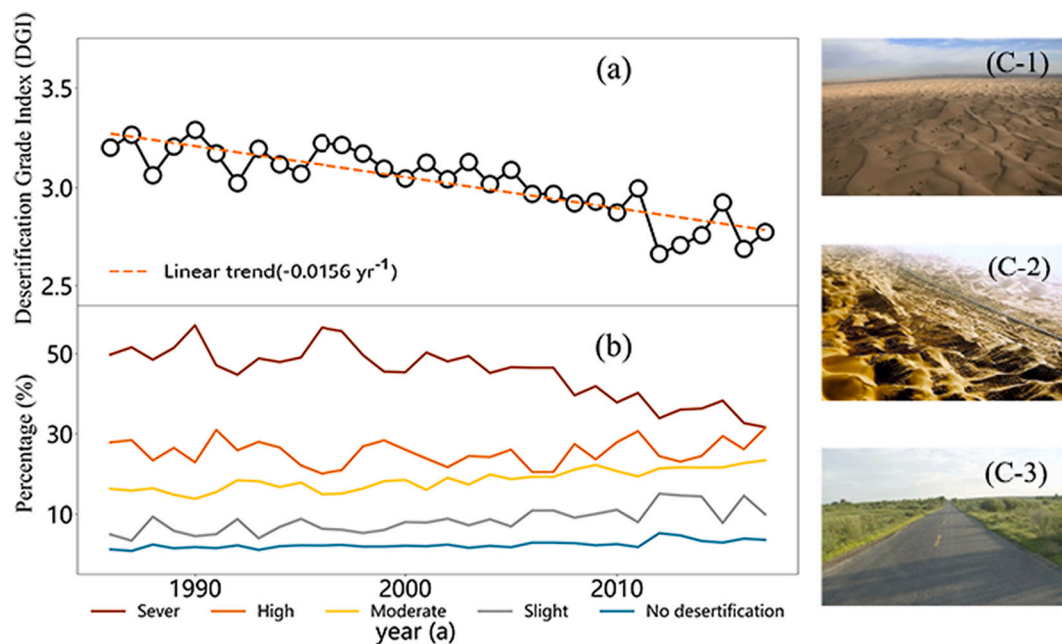 Deserification Grade Index (DGI)
3.5
3.0
2.5
(a)
Linear trend(-0.0156 yr⁻¹)
Percentage (%)
50
30
10
(b)
1990
2000
2010
Sever
High
Moderate
Slight
No desertification
year (a)
(C-1)
(C-2)
(C-3)